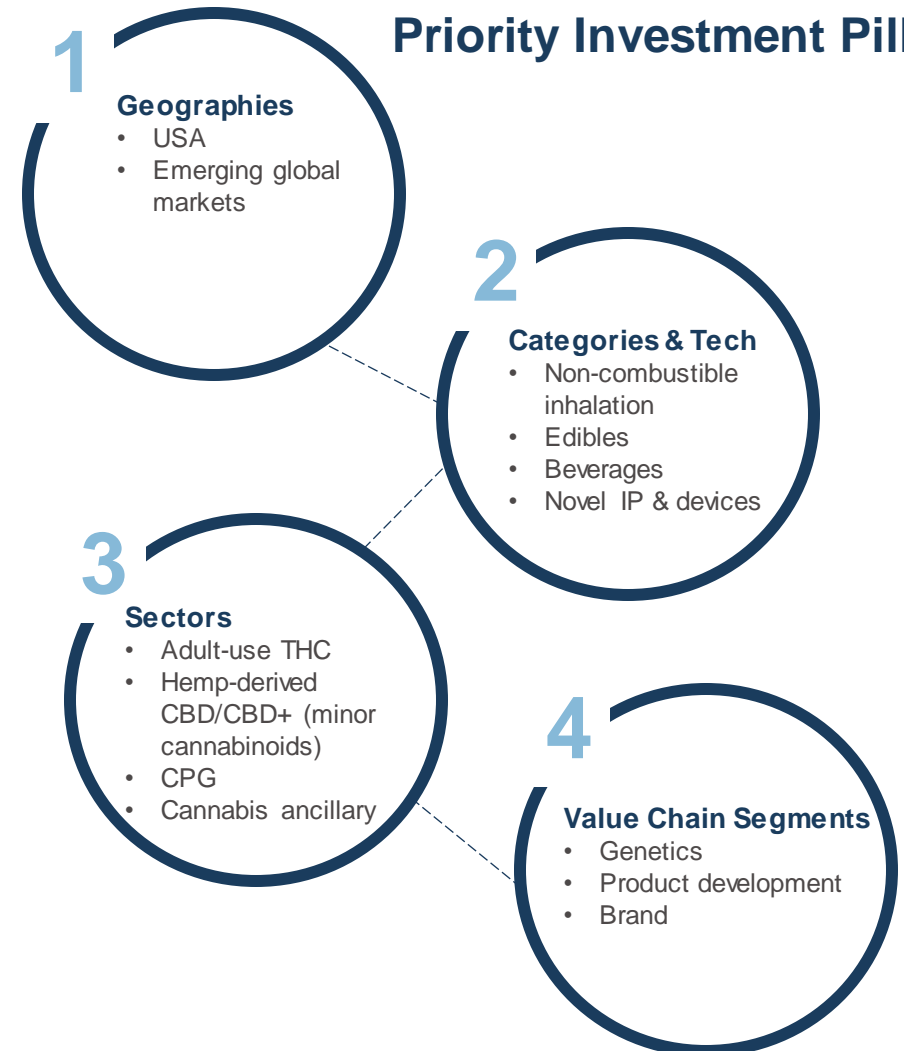 Priority Investment Pill
1
Geographies
• USA
• Emerging global
markets
2
Categories & Tech
• Non-combustible
inhalation
• Edibles
• Beverages
• Novel IP & devices
3
Sectors
• Adult-use THC
• Hemp-derived
CBD/CBD+ (minor
cannabinoids)
• CPG
• Cannabis ancillary
4
Value Chain Segments
• Genetics
• Product development
• Brand